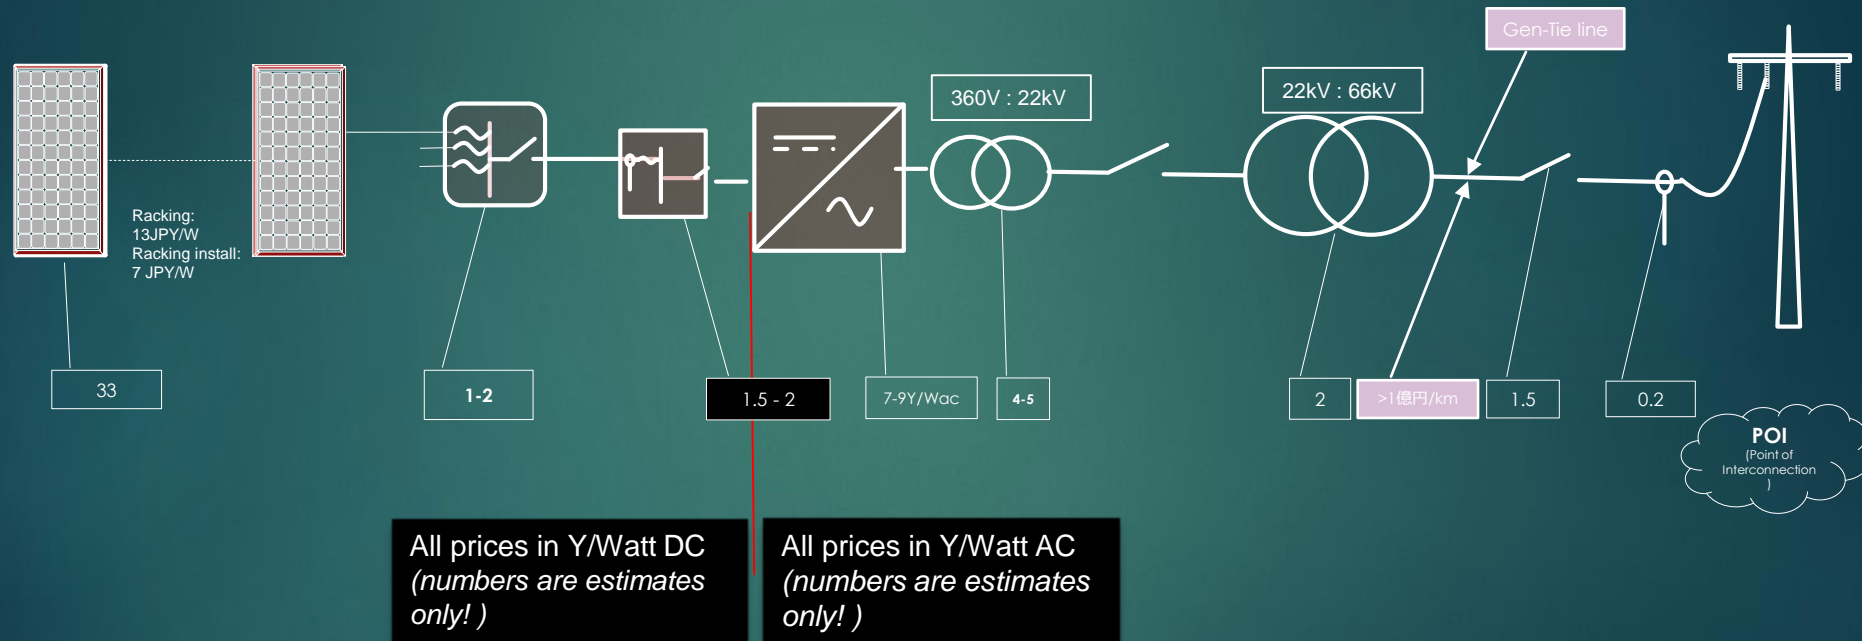 Gen-Tie line
360V : 22kV
22kV : 66kV
Racking:
13JPY/W
Racking install:
7 JPY/W
33
1-2
1.5 - 2
7-9Y/Wac
4-5
2
>1億円/km
1.5
0.2
POI
(Point of
Interconnection
)
All prices in Y/Watt DC
(numbers are estimates
only! )
All prices in Y/Watt AC
(numbers are estimates
only! )